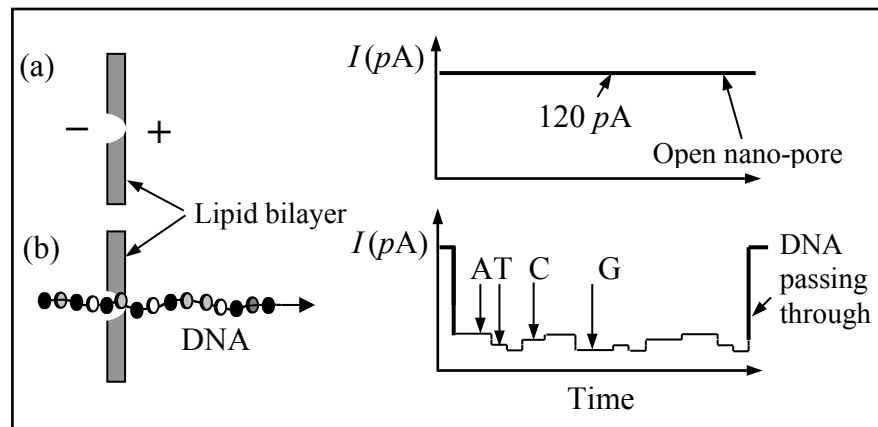 (a)
− +
I (pA)
120 pA
Open nano-pore
Lipid bilayer
(b)
DNA
I (pA)
A T C G
DNA
passing
through
Time